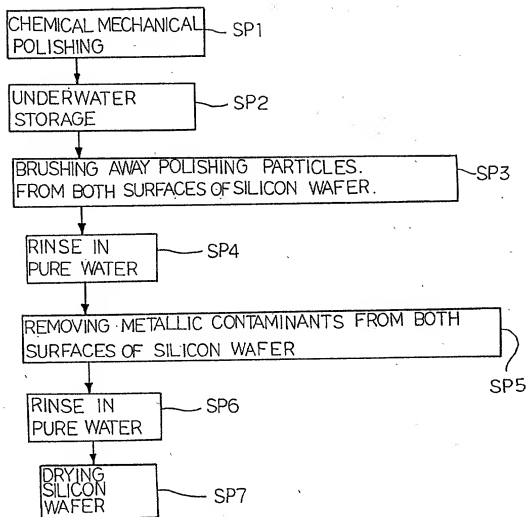 CHEMICAL MECHANICAL
POLISHING
SP1
UNDERWATER
STORAGE
SP2
BRUSHING AWAY POLISHING PARTICLES.
FROM BOTH SURFACES OF SILICON WAFER.
SP3
RINSE IN
PURE WATER
SP4
REMOVING METALLIC CONTAMINANTS FROM BOTH
SURFACES OF SILICON WAFER
SP5
RINSE IN
PURE WATER
SP6
DRYING
SILICON
WAFER
SP7